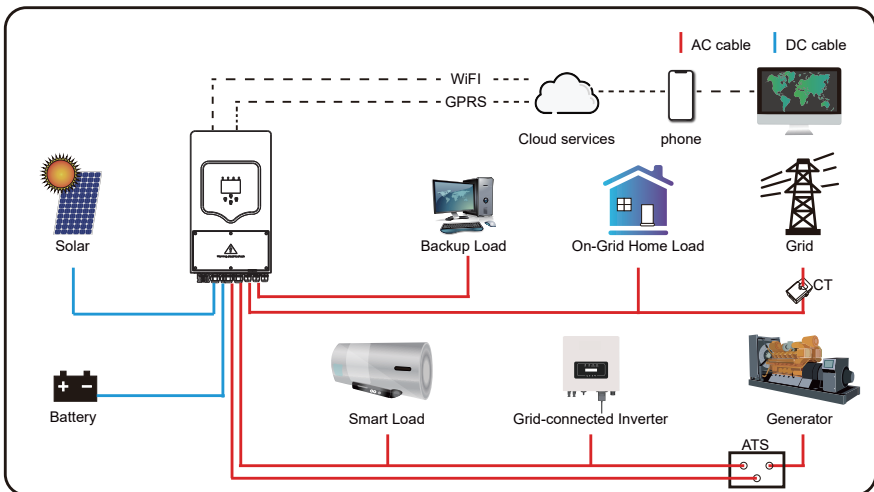 AC cable
DC cable
WiFI
GPRS
Cloud services
phone
Solar
Backup Load
On-Grid Home Load
Grid
CT
Battery
Smart Load
Grid-connected Inverter
Generator
ATS